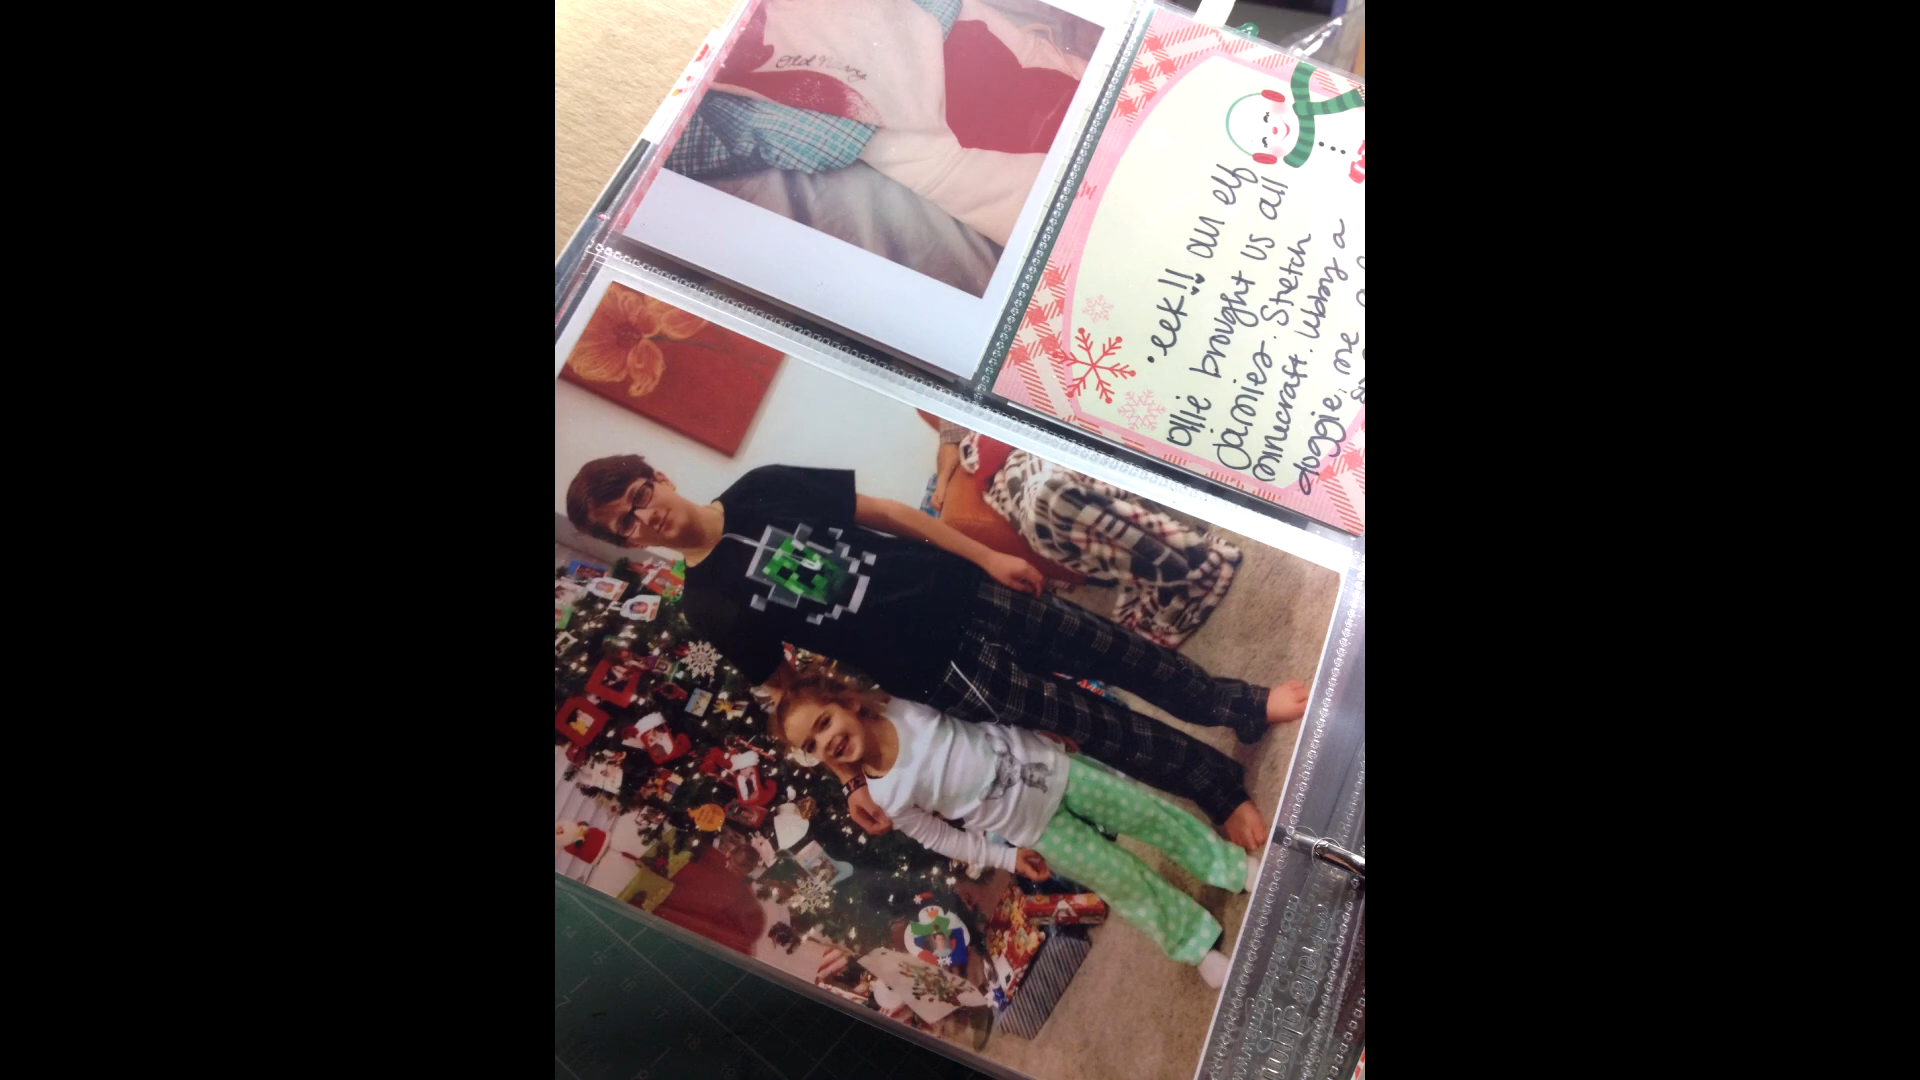 Old Navy
'eek!! our elf
Ollie brought us all
jammies. Stretch
minecraft. Libby a
doggie, me a